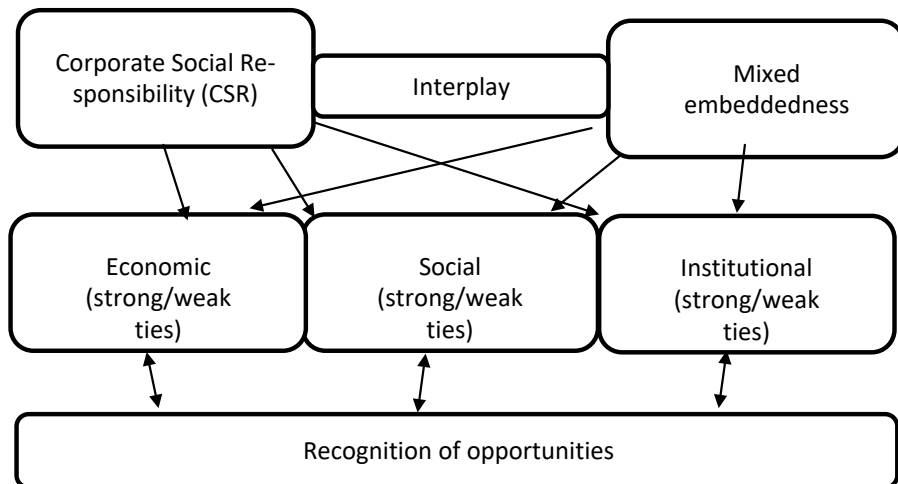 Corporate Social Re-
sponsibility (CSR)
Interplay
Mixed
embeddedness
Economic
(strong/weak
ties)
Social
(strong/weak
ties)
Institutional
(strong/weak
ties)
Recognition of opportunities